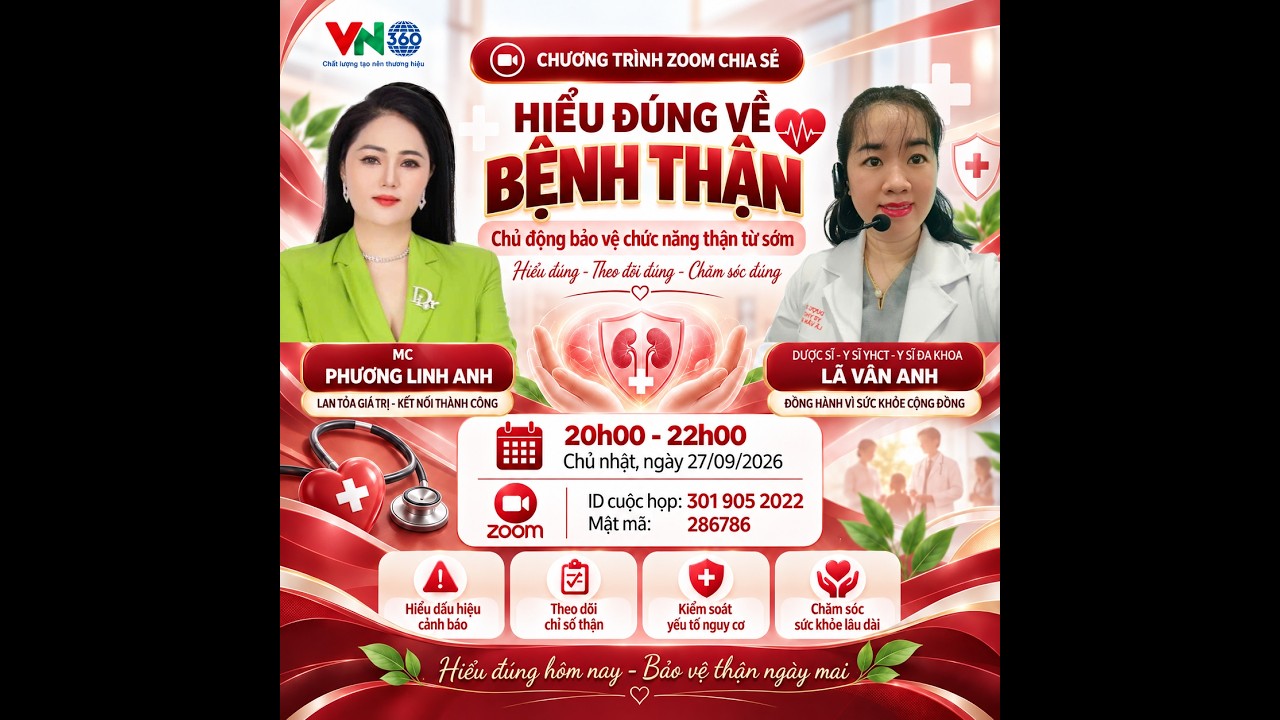 VN360
Chất lượng tạo nên thương hiệu
CHƯƠNG TRÌNH ZOOM CHIA SẺ
HIỂU ĐÚNG VỀ
BỆNH THẬN
Chủ động bảo vệ chức năng thận từ sớm
Hiểu đúng - Theo dõi đúng - Chăm sóc đúng
MC
PHƯƠNG LINH ANH
LAN TỎA GIÁ TRỊ - KẾT NỐI THÀNH CÔNG
DƯỢC SĨ - Y SĨ YHCT - Y SĨ ĐA KHOA
LÃ VÂN ANH
ĐỒNG HÀNH VÌ SỨC KHỎE CỘNG ĐỒNG
20h00 - 22h00
Chủ nhật, ngày 27/09/2026
zoom
ID cuộc họp: 301 905 2022
Mật mã: 286786
Hiểu dấu hiệu
cảnh báo
Theo dõi
chỉ số thận
Kiểm soát
yếu tố nguy cơ
Chăm sóc
sức khỏe lâu dài
Hiểu đúng hôm nay - Bảo vệ thận ngày mai